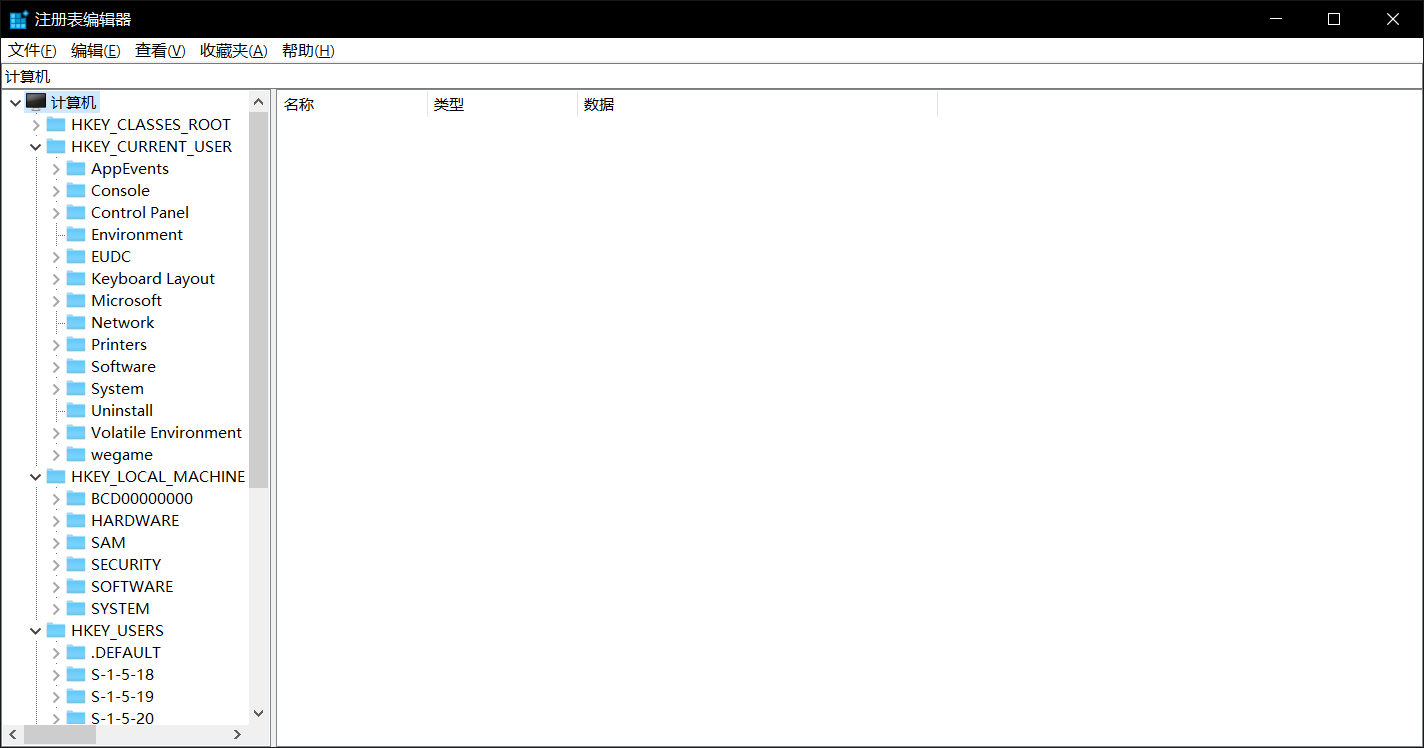 注册表编辑器
文件(F) 编辑(E) 查看(V) 收藏夹(A) 帮助(H)
计算机
名称 类型 数据
计算机
HKEY_CLASSES_ROOT
HKEY_CURRENT_USER
AppEvents
Console
Control Panel
Environment
EUDC
Keyboard Layout
Microsoft
Network
Printers
Software
System
Uninstall
Volatile Environment
wegame
HKEY_LOCAL_MACHINE
BCD00000000
HARDWARE
SAM
SECURITY
SOFTWARE
SYSTEM
HKEY_USERS
.DEFAULT
S-1-5-18
S-1-5-19
S-1-5-20